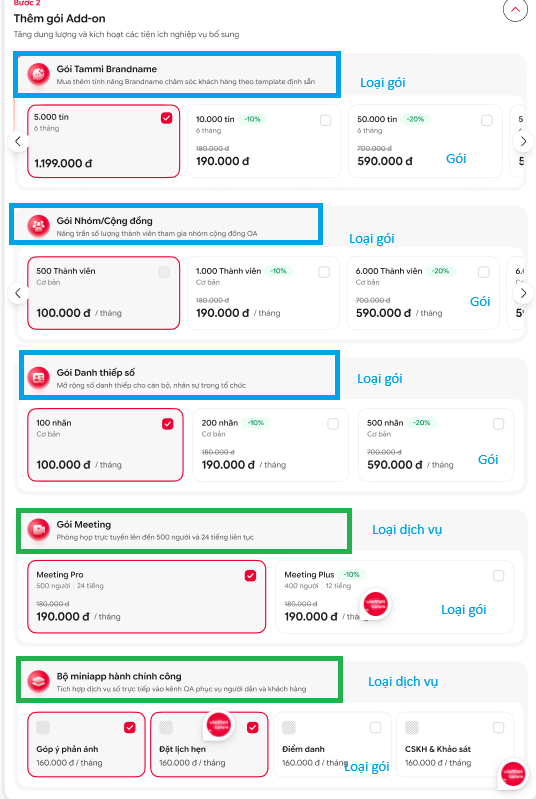 Bước 2
Thêm gói Add-on
Tăng dung lượng và kích hoạt các tiện ích nghiệp vụ bổ sung
Gói Tammi Brandname
Mua thêm tính năng Brandname chăm sóc khách hàng theo template định sẵn
Loại gói
5.000 tin
6 tháng
1.199.000 đ
10.000 tin -10%
6 tháng
180.000 đ
190.000 đ
50.000 tin -20%
6 tháng
700.000 đ
590.000 đ
Gói
Gói Nhóm/Cộng đồng
Nâng trần số lượng thành viên tham gia nhóm cộng đồng OA
Loại gói
500 Thành viên
Cơ bản
100.000 đ / tháng
1.000 Thành viên -10%
Cơ bản
180.000 đ
190.000 đ / tháng
6.000 Thành viên -20%
Cơ bản
700.000 đ
590.000 đ / tháng
Gói
Gói Danh thiếp số
Mở rộng số danh thiếp cho cán bộ, nhân sự trong tổ chức
Loại gói
100 nhãn
Cơ bản
100.000 đ / tháng
200 nhãn -10%
Cơ bản
180.000 đ
190.000 đ / tháng
500 nhãn -20%
Cơ bản
700.000 đ
590.000 đ / tháng
Gói
Gói Meeting
Phòng họp trực tuyến lên đến 500 người và 24 tiếng liên tục
Loại dịch vụ
Meeting Pro
500 người | 24 tiếng
180.000 đ
190.000 đ / tháng
Meeting Plus -10%
400 người | 12 tiếng
180.000 đ
190.000 đ
Loại gói
Bộ miniapp hành chính công
Tích hợp dịch vụ số trực tiếp vào kênh OA phục vụ người dân và khách hàng
Loại dịch vụ
Góp ý phản ánh
160.000 đ / tháng
Đặt lịch hẹn
160.000 đ / tháng
Điểm danh
160.000 đ / tháng
CSKH & Khảo sát
160.000 đ / tháng
Loại gói